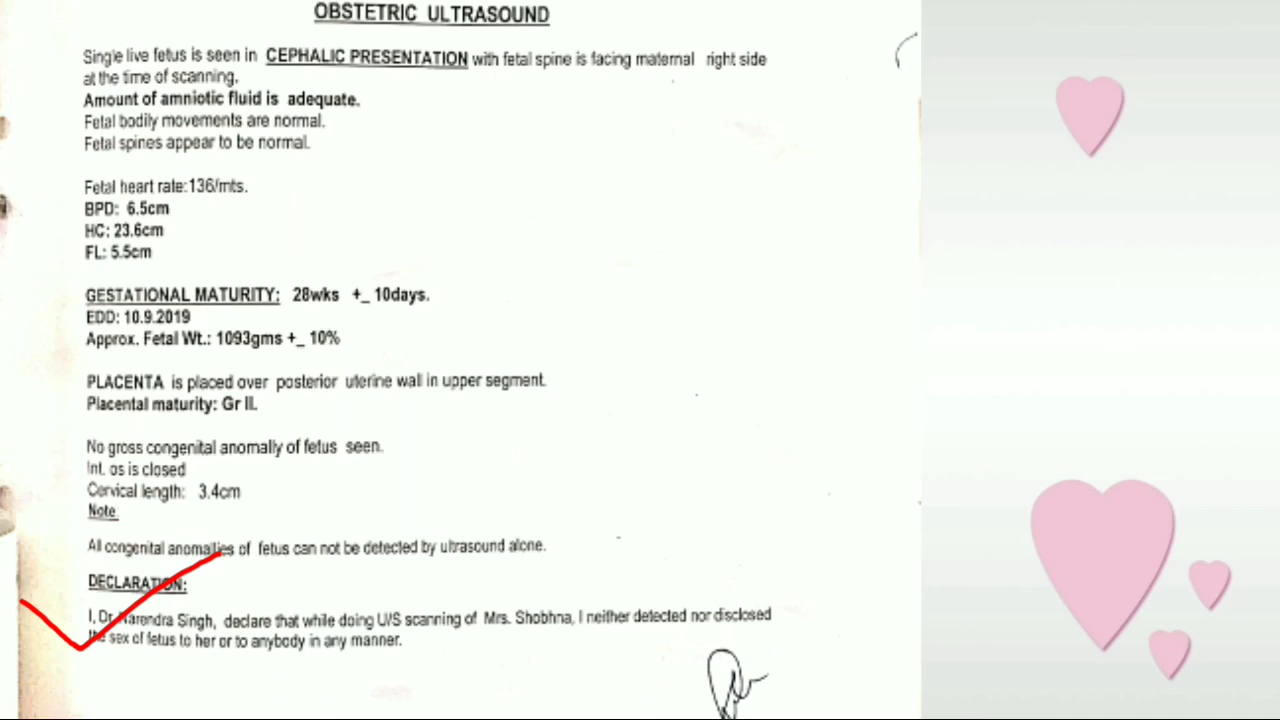 OBSTETRIC ULTRASOUND
Single live fetus is seen in CEPHALIC PRESENTATION with fetal spine is facing maternal right side
at the time of scanning.
Amount of amniotic fluid is adequate.
Fetal bodily movements are normal.
Fetal spines appear to be normal.
Fetal heart rate:136/mts.
BPD: 6.5cm
HC: 23.6cm
FL: 5.5cm
GESTATIONAL MATURITY: 28wks +_ 10days.
EDD: 10.9.2019
Approx. Fetal Wt.: 1093gms +_ 10%
PLACENTA is placed over posterior uterine wall in upper segment.
Placental maturity: Gr II.
No gross congenital anomally of fetus seen.
Int. os is closed
Cervical length: 3.4cm
Note:
All congenital anomalies of fetus can not be detected by ultrasound alone.
DECLARATION:
I, Dr. Narendra Singh, declare that while doing U/S scanning of Mrs. Shobhna, I neither detected nor disclosed
the sex of fetus to her or to anybody in any manner.